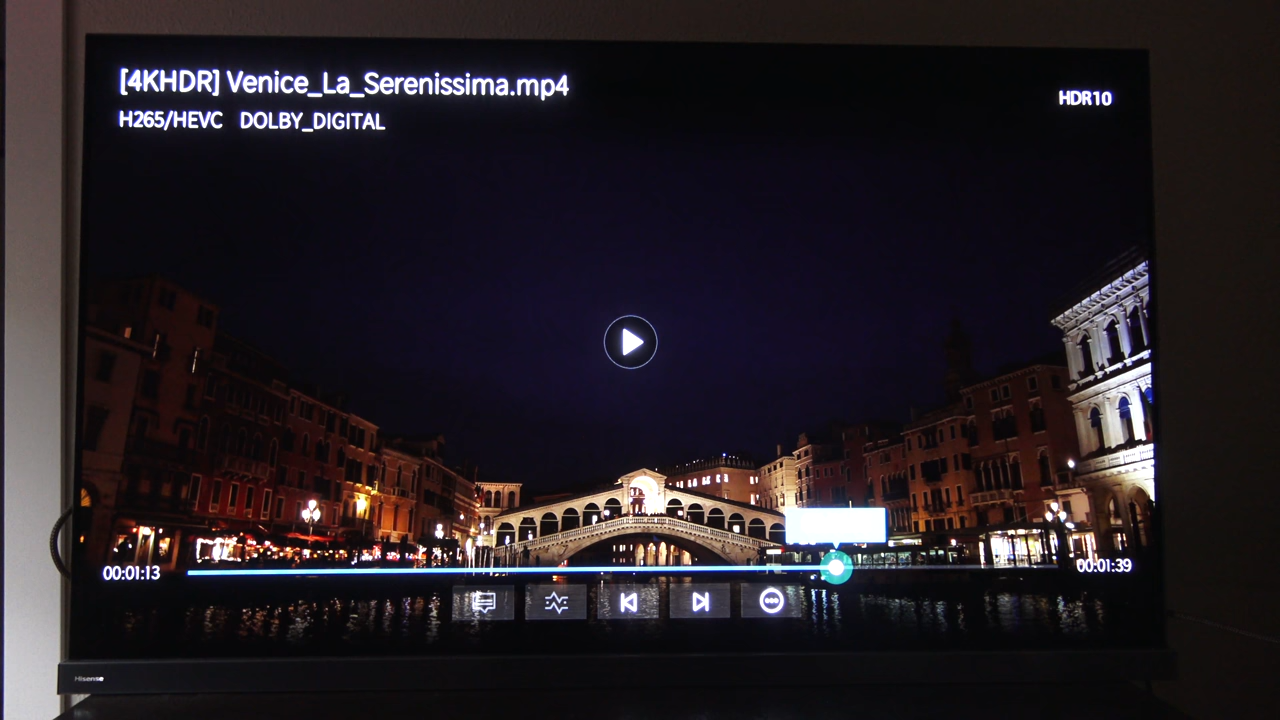 [4KHDR] Venice_La_Serenissima.mp4
HDR10
H265/HEVC DOLBY_DIGITAL
00:01:13
00:01:39
Hisense